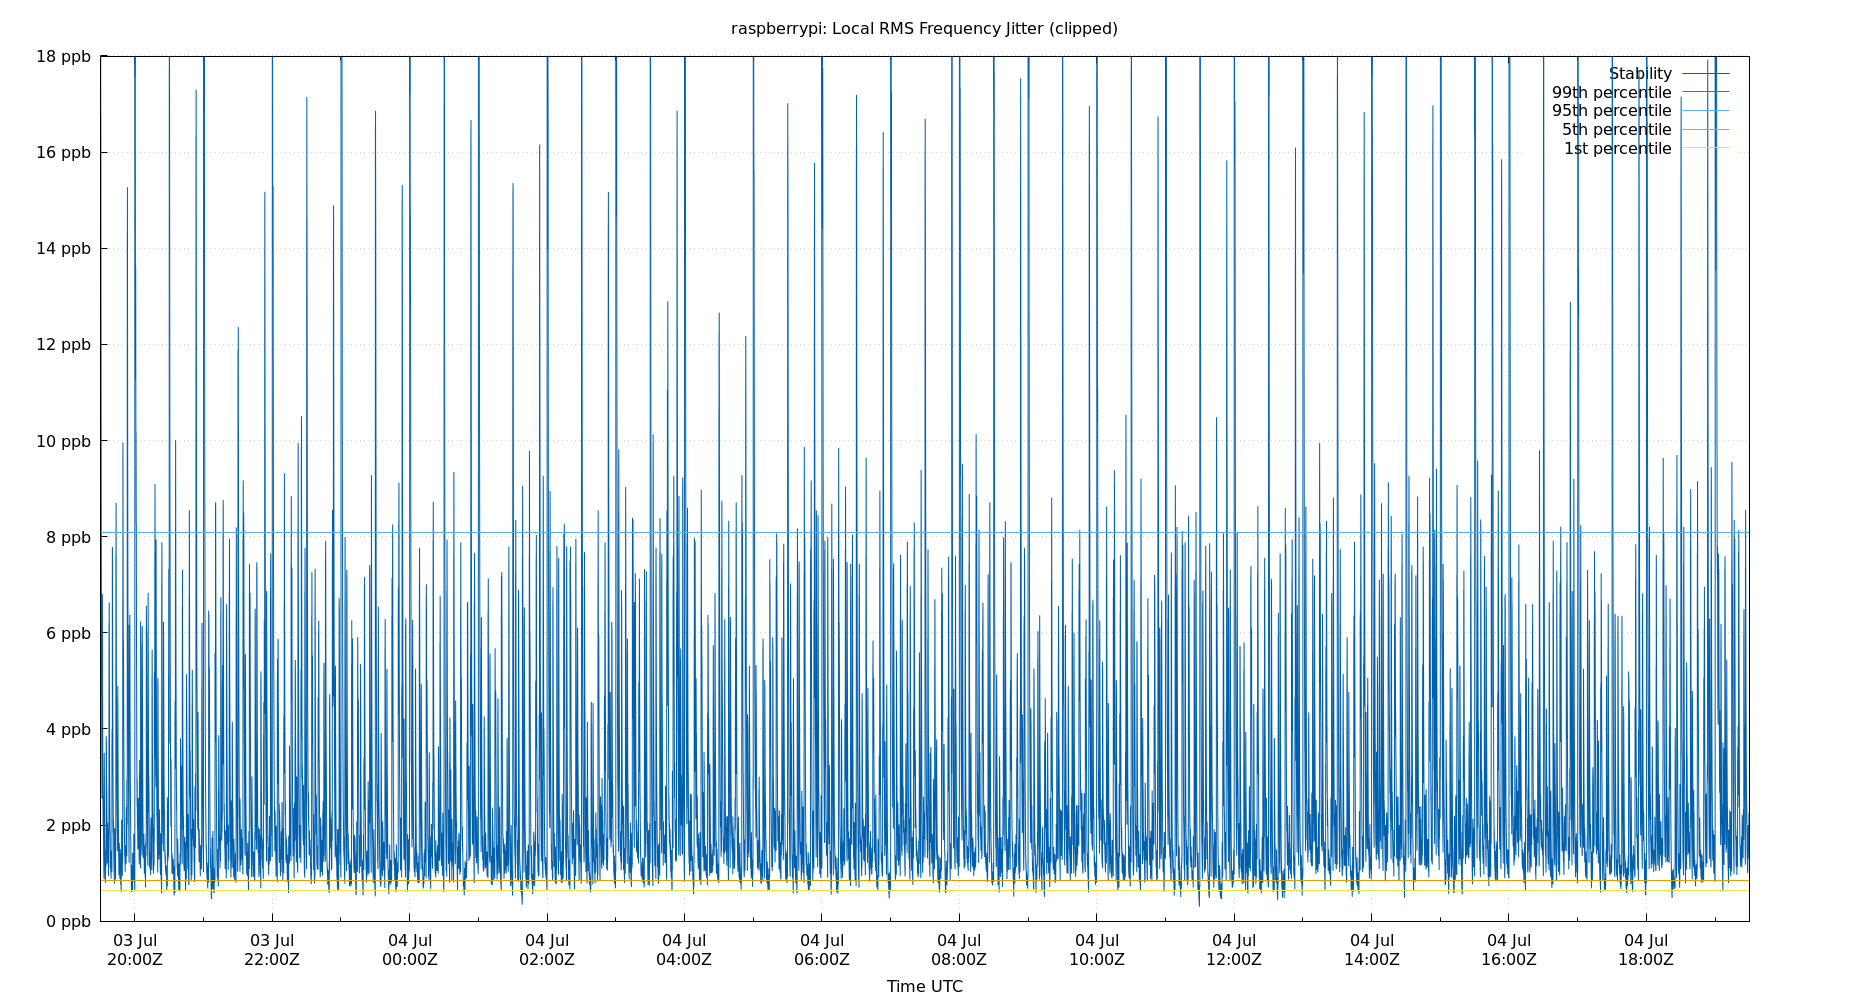 raspberrypi: Local RMS Frequency Jitter (clipped)
18 ppb
16 ppb
14 ppb
12 ppb
10 ppb
8 ppb
6 ppb
4 ppb
2 ppb
0 ppb
Stability
99th percentile
95th percentile
5th percentile
1st percentile
03 Jul 03 Jul 04 Jul 04 Jul 04 Jul 04 Jul 04 Jul 04 Jul 04 Jul 04 Jul 04 Jul 04 Jul
20:00Z 22:00Z 00:00Z 02:00Z 04:00Z 06:00Z 08:00Z 10:00Z 12:00Z 14:00Z 16:00Z 18:00Z
Time UTC